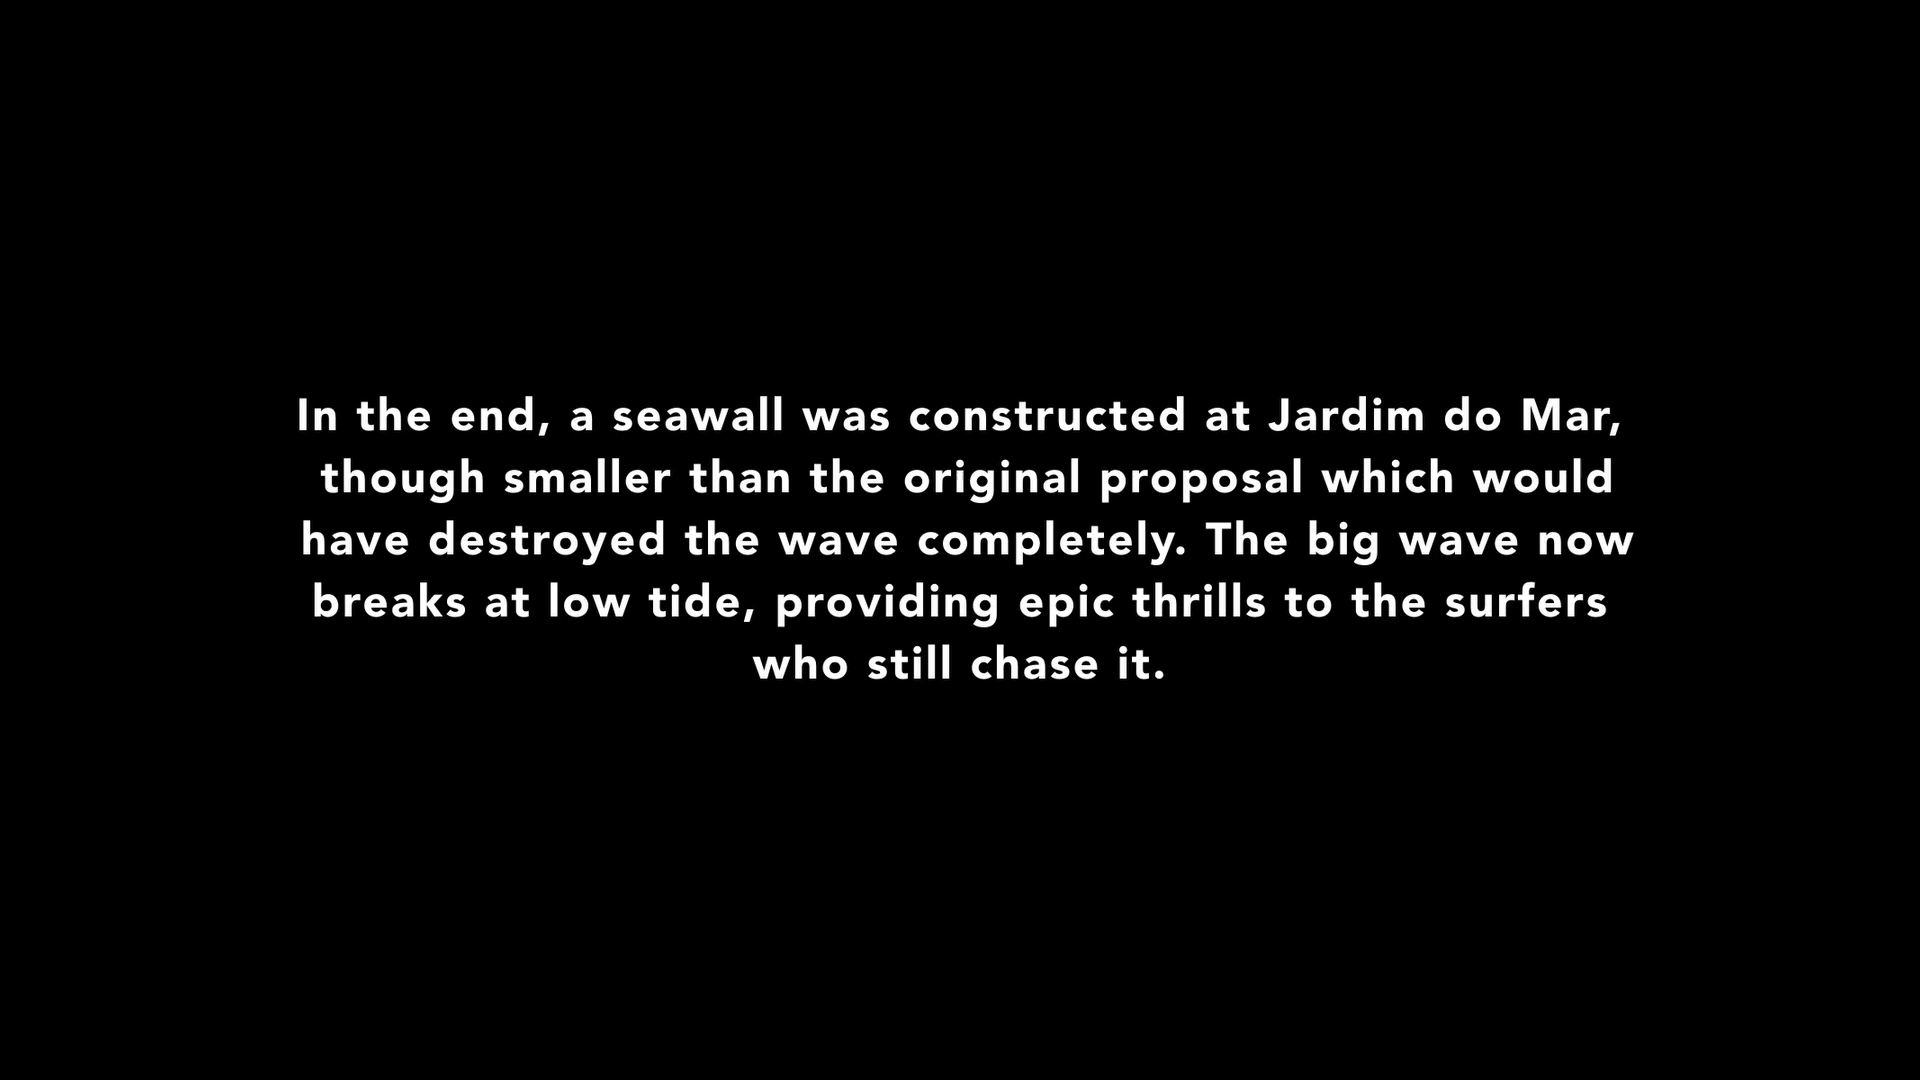 In the end, a seawall was constructed at Jardim do Mar,
though smaller than the original proposal which would
have destroyed the wave completely. The big wave now
breaks at low tide, providing epic thrills to the surfers
who still chase it.